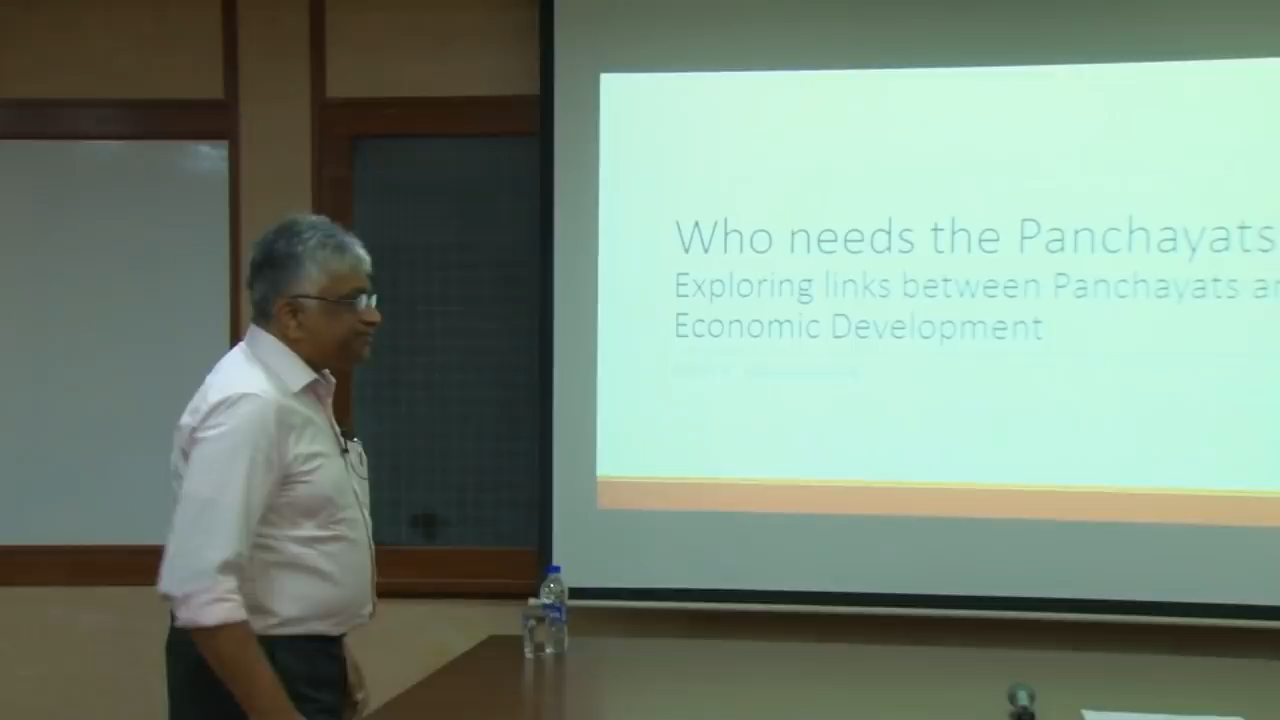 Who needs the Panchayats
Exploring links between Panchayats
Economic Development